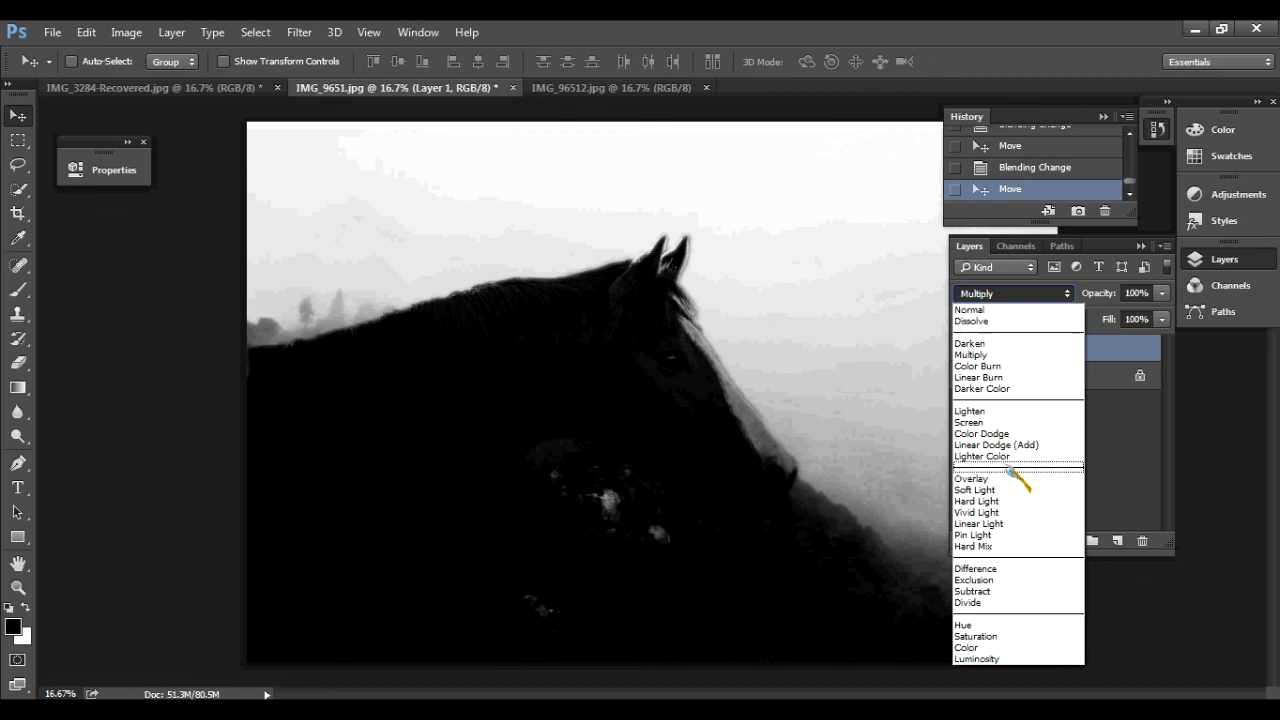 Ps File Edit Image Layer Type Select Filter 3D View Window Help
Auto-Select: Group Show Transform Controls 3D Mode: Essentials
IMG_3284-Recovered.jpg @ 16.7% (RGB/8) * IMG_9651.jpg @ 16.7% (Layer 1, RGB/8) * IMG_96512.jpg @ 16.7% (RGB/8)
Properties
History
Blending Change
Move
Blending Change
Move
Color
Swatches
Adjustments
Styles
Layers
Channels
Paths
Layers Channels Paths
Kind
Multiply Opacity: 100%
Fill: 100%
Normal
Dissolve
Darken
Multiply
Color Burn
Linear Burn
Darker Color
Lighten
Screen
Color Dodge
Linear Dodge (Add)
Lighter Color
Overlay
Soft Light
Hard Light
Vivid Light
Linear Light
Pin Light
Hard Mix
Difference
Exclusion
Subtract
Divide
Hue
Saturation
Color
Luminosity
16.67% Doc: 51.3M/80.5M